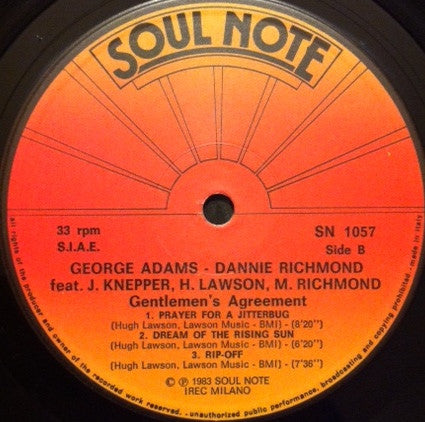 SOUL NOTE
33 rpm
S.I.A.E.
SN 1057
Side B
GEORGE ADAMS - DANNIE RICHMOND
feat. J. KNEPPER, H. LAWSON, M. RICHMOND
Gentlemen's Agreement
1. PRAYER FOR A JITTERBUG
(Hugh Lawson, Lawson Music - BMI) - (8'20'')
2. DREAM OF THE RISING SUN
(Hugh Lawson, Lawson Music - BMI) - (6'20'')
3. RIP-OFF
(Hugh Lawson, Lawson Music - BMI) - (7'36'')
© ℗ 1983 SOUL NOTE
IREC MILANO
All rights of the producer and owner of the recorded work reserved. - unauthorized public performance, broadcasting and copying prohibited - made in italy